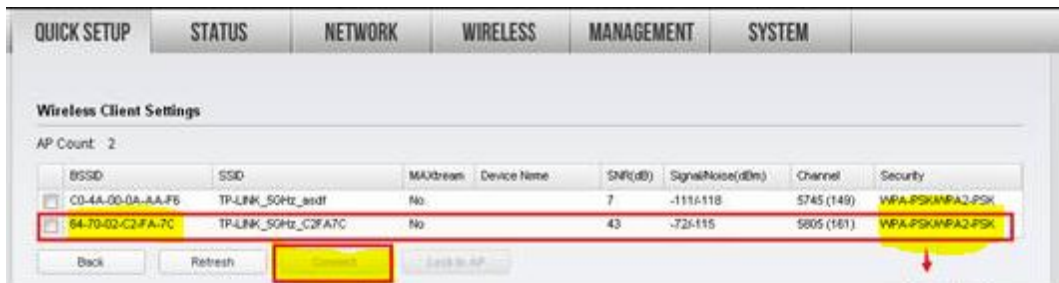 QUICK SETUP STATUS NETWORK WIRELESS MANAGEMENT SYSTEM
Wireless Client Settings
AP Count: 2
BSSID SSID MAXtream Device Name SNR(dB) Signal/Noise(dBm) Channel Security
C0-4A-00-0A-AA-F6 TP-LINK_5GHz_asdf No 7 -111/-118 5745 (149) WPA-PSK/WPA2-PSK
64-70-02-C2-FA-7C TP-LINK_5GHz_C2FA7C No 43 -72/-115 5805 (161) WPA-PSK/WPA2-PSK
Back Refresh Connect Lock to AP